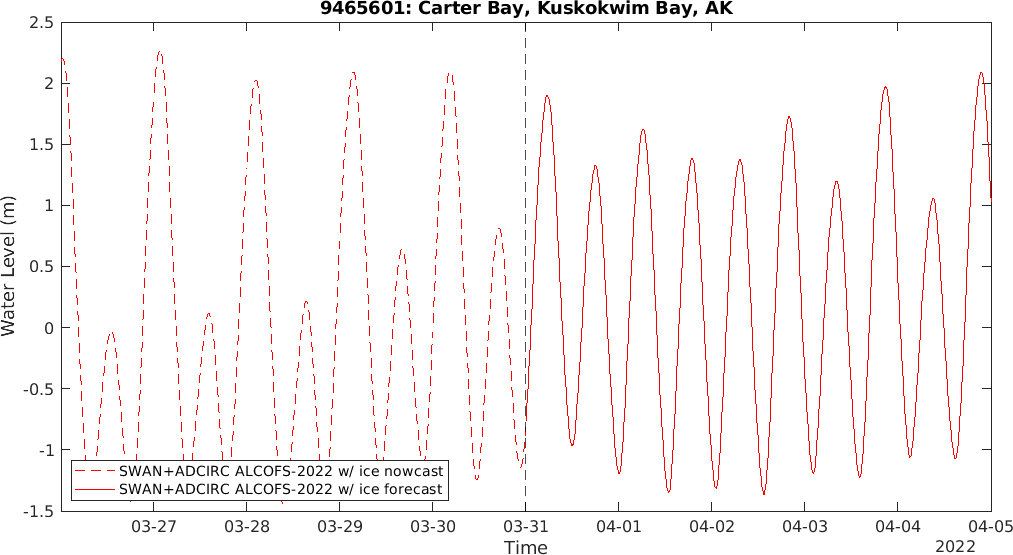 9465601: Carter Bay, Kuskokwim Bay, AK
Water Level (m)
2.5
2
1.5
1
0.5
0
-0.5
-1
-1.5
SWAN+ADCIRC ALCOFS-2022 w/ ice nowcast
SWAN+ADCIRC ALCOFS-2022 w/ ice forecast
03-27 03-28 03-29 03-30 03-31 04-01 04-02 04-03 04-04 04-05
Time
2022